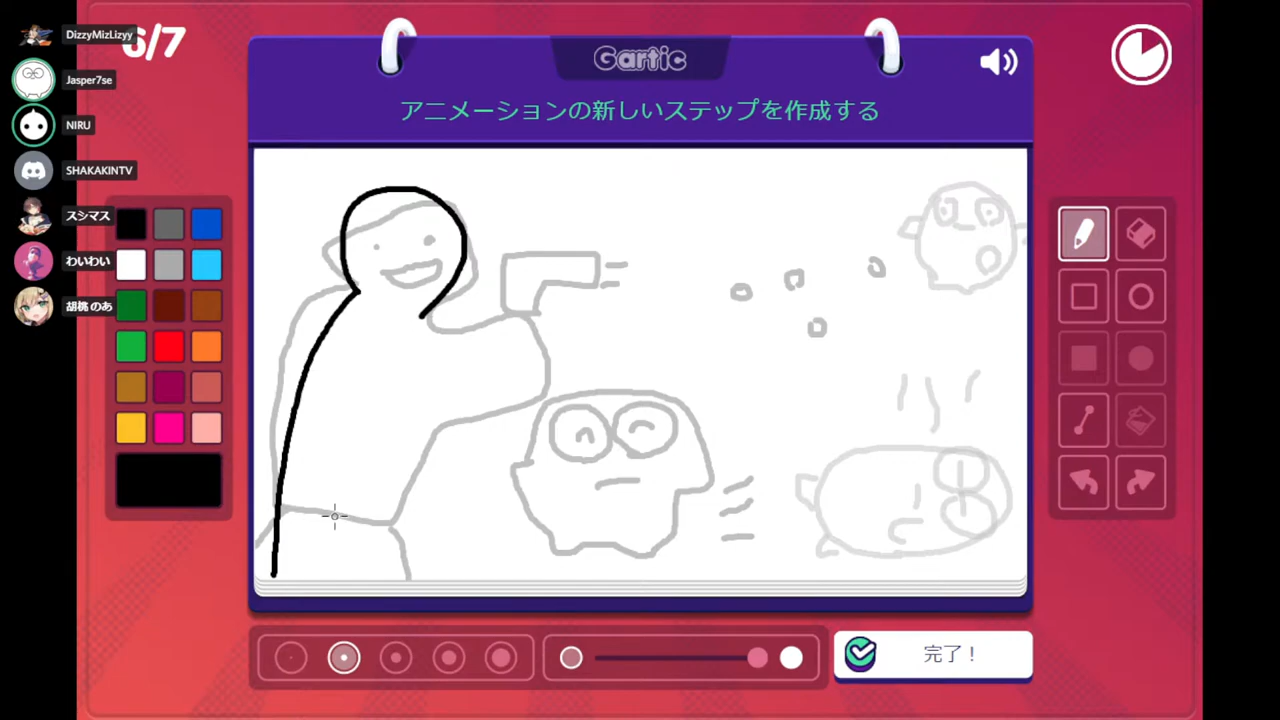 DizzyMizLizyy
6/7
Jasper7se
NIRU
SHAKAKINTV
スシマス
わいわい
胡桃のあ
Gartic
アニメーションの新しいステップを作成する
完了！